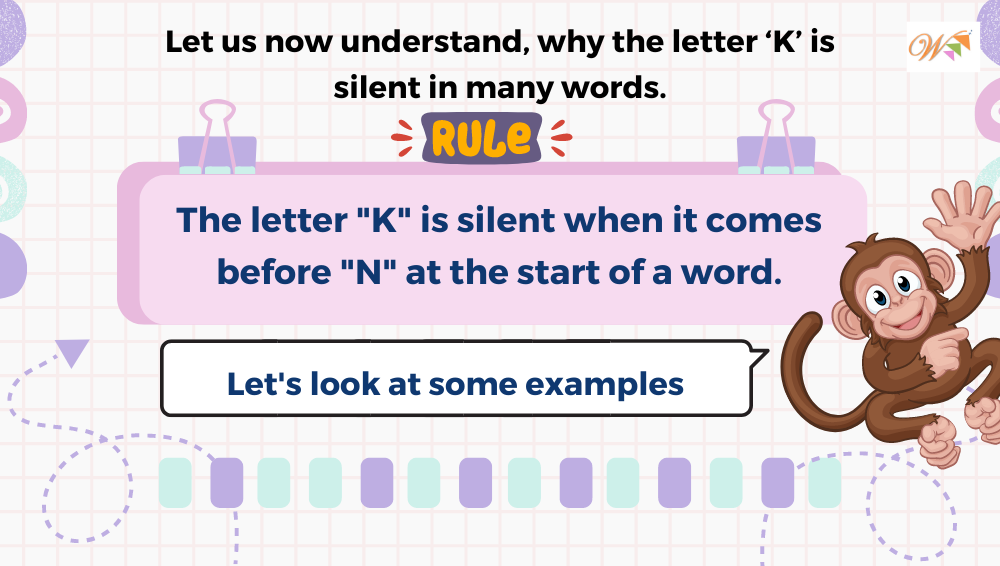 Let us now understand, why the letter ‘K’ is
silent in many words.
RULe
The letter "K" is silent when it comes
before "N" at the start of a word.
Let's look at some examples
W